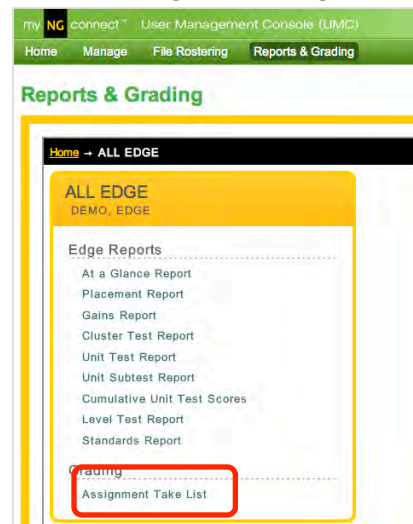 my NG connect™ User Management Console (UMC)
Home Manage File Rostering Reports & Grading
Reports & Grading
Home → ALL EDGE
ALL EDGE
DEMO, EDGE
Edge Reports
At a Glance Report
Placement Report
Gains Report
Cluster Test Report
Unit Test Report
Unit Subtest Report
Cumulative Unit Test Scores
Level Test Report
Standards Report
Grading
Assignment Take List